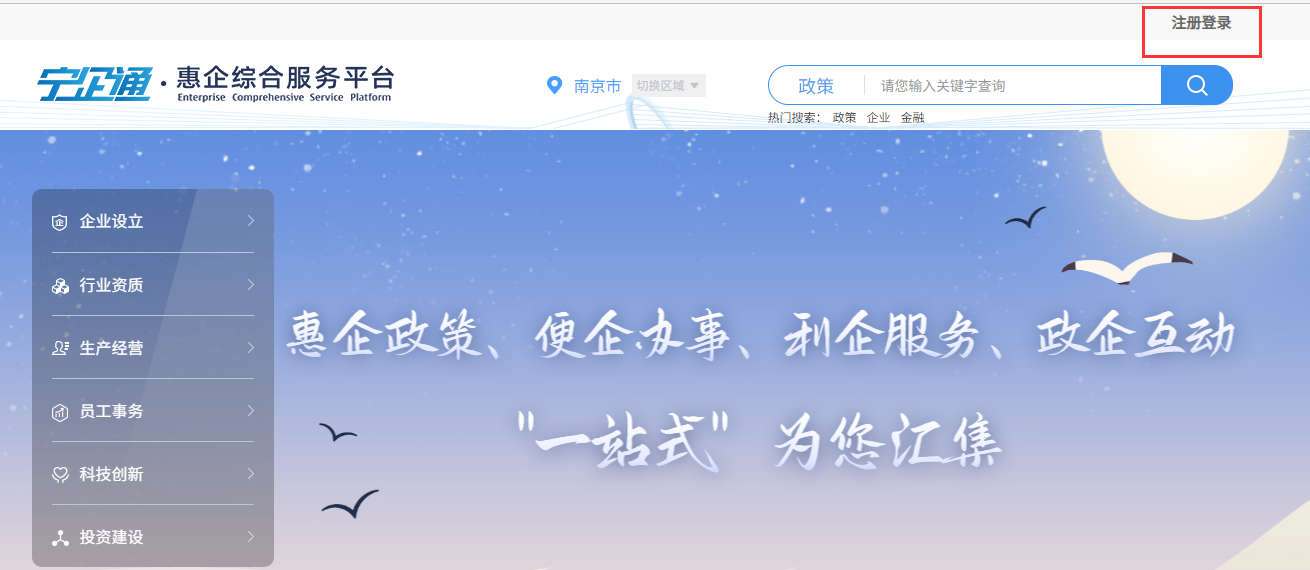 注册登录
宁企通·惠企综合服务平台
Enterprise Comprehensive Service Platform
南京市 切换区域
政策 请您输入关键字查询
热门搜索： 政策 企业 金融
企业设立
行业资质
生产经营
员工事务
科技创新
投资建设
惠企政策、便企办事、利企服务、政企互动
"一站式" 为您汇集